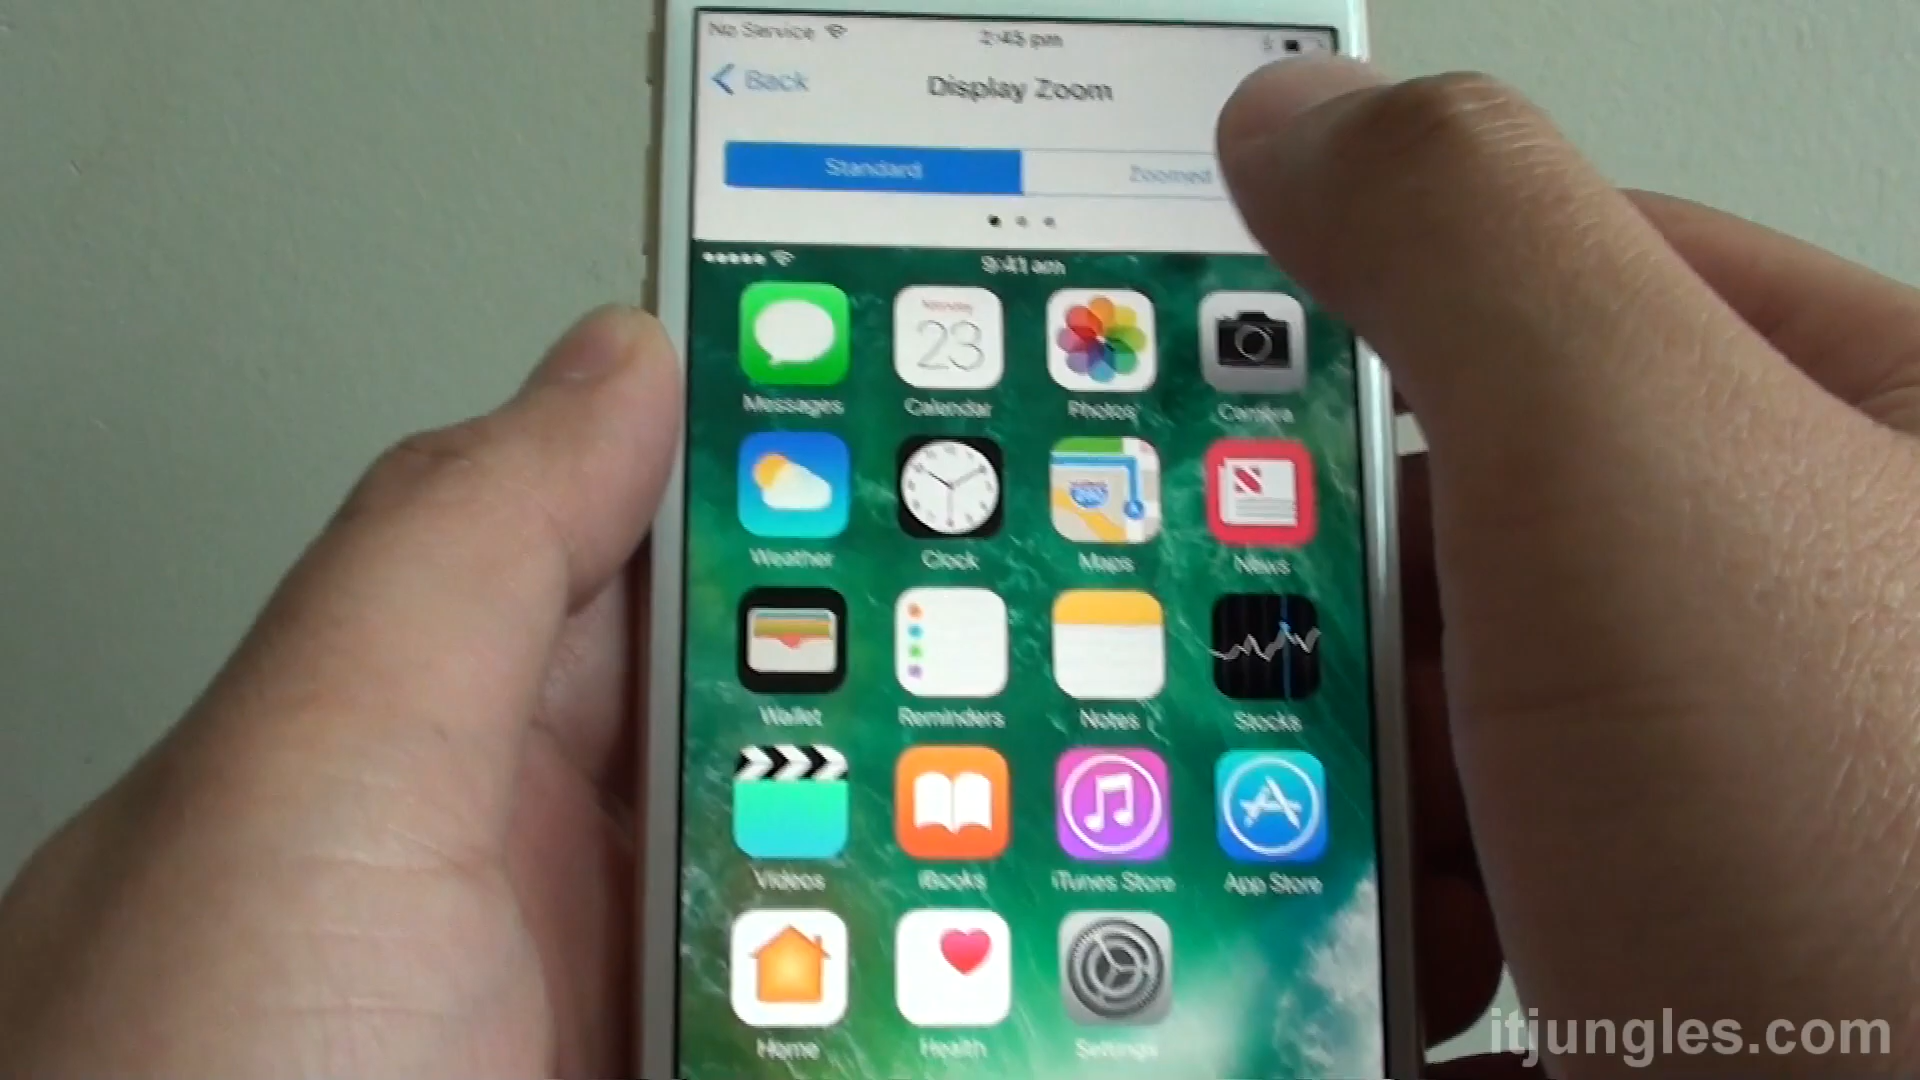 No Service 2:45 pm
Back Display Zoom
Standard Zoomed
9:41 am
Monday
23
Messages Calendar Photos Camera
Weather Clock Maps News
Wallet Reminders Notes Stocks
Videos iBooks iTunes Store App Store
Home Health Settings
itjungles.com